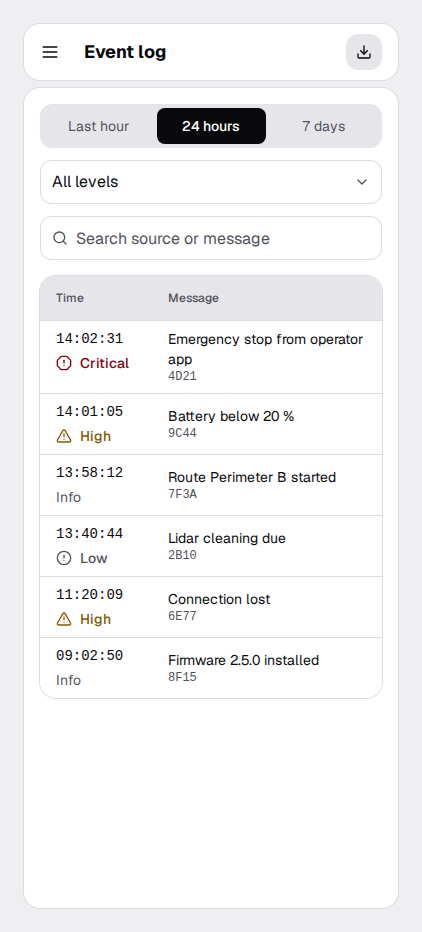 Event log
Last hour 24 hours 7 days
All levels
Search source or message
Time Message
14:02:31 Emergency stop from operator
app
Critical 4D21
14:01:05 Battery below 20 %
High 9C44
13:58:12 Route Perimeter B started
Info 7F3A
13:40:44 Lidar cleaning due
Low 2B10
11:20:09 Connection lost
High 6E77
09:02:50 Firmware 2.5.0 installed
Info 8F15